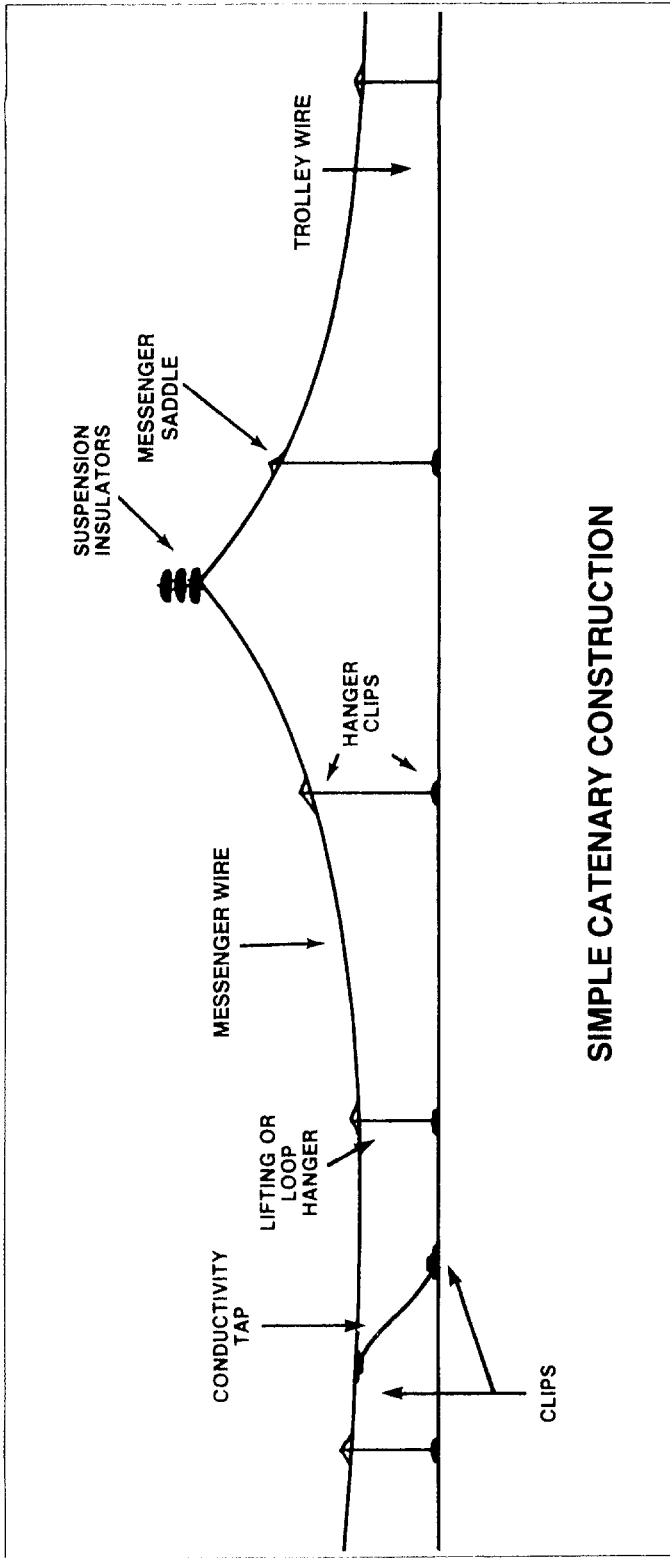 SUSPENSION
INSULATORS
MESSENGER
SADDLE
TROLLEY WIRE
MESSENGER WIRE
HANGER
CLIPS
LIFTING OR
LOOP
HANGER
CONDUCTIVITY
TAP
CLIPS
SIMPLE CATENARY CONSTRUCTION